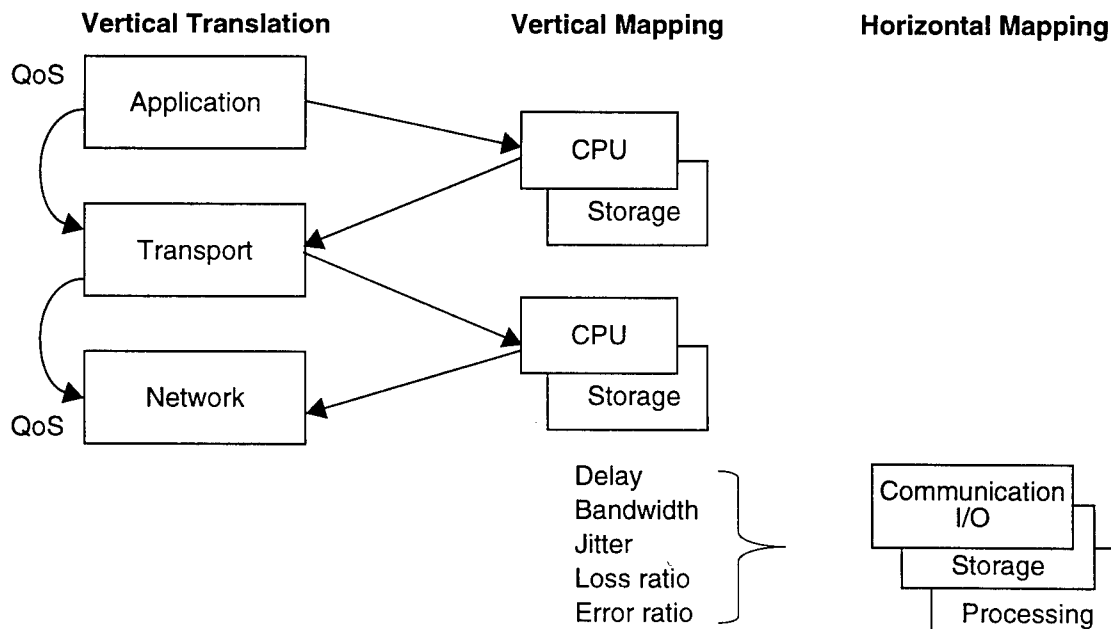 Vertical Translation
Vertical Mapping
Horizontal Mapping
QoS
Application
CPU
Storage
Transport
CPU
Storage
Network
QoS
Delay
Bandwidth
Jitter
Loss ratio
Error ratio
Communication
I/O
Storage
Processing